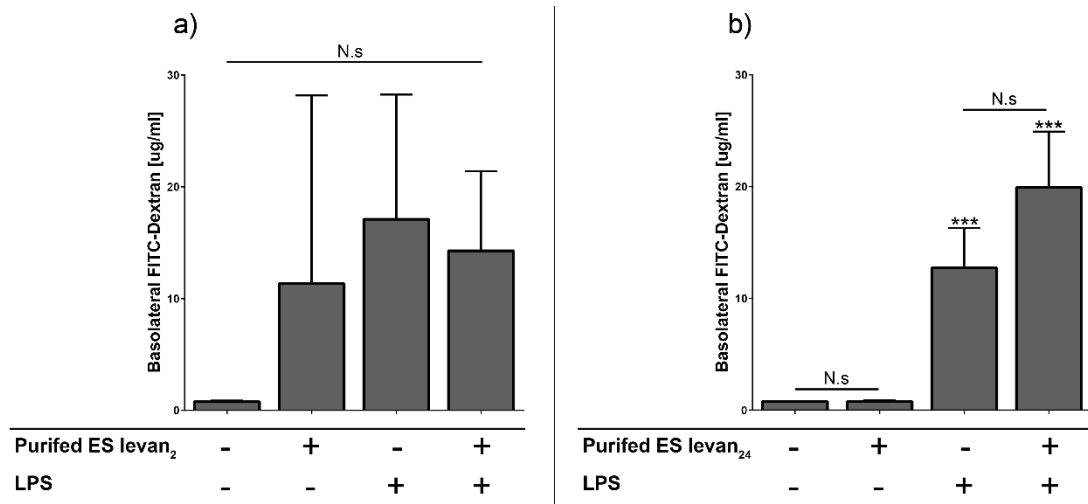 a)
N.s
Basolateral FITC-Dextran [ug/ml]
30
20
10
0
Purifed ES levan₂ - + - +
LPS - - + +
b)
N.s
***
***
N.s
Basolateral FITC-Dextran [ug/ml]
30
20
10
0
Purifed ES levan₂₄ - + - +
LPS - - + +